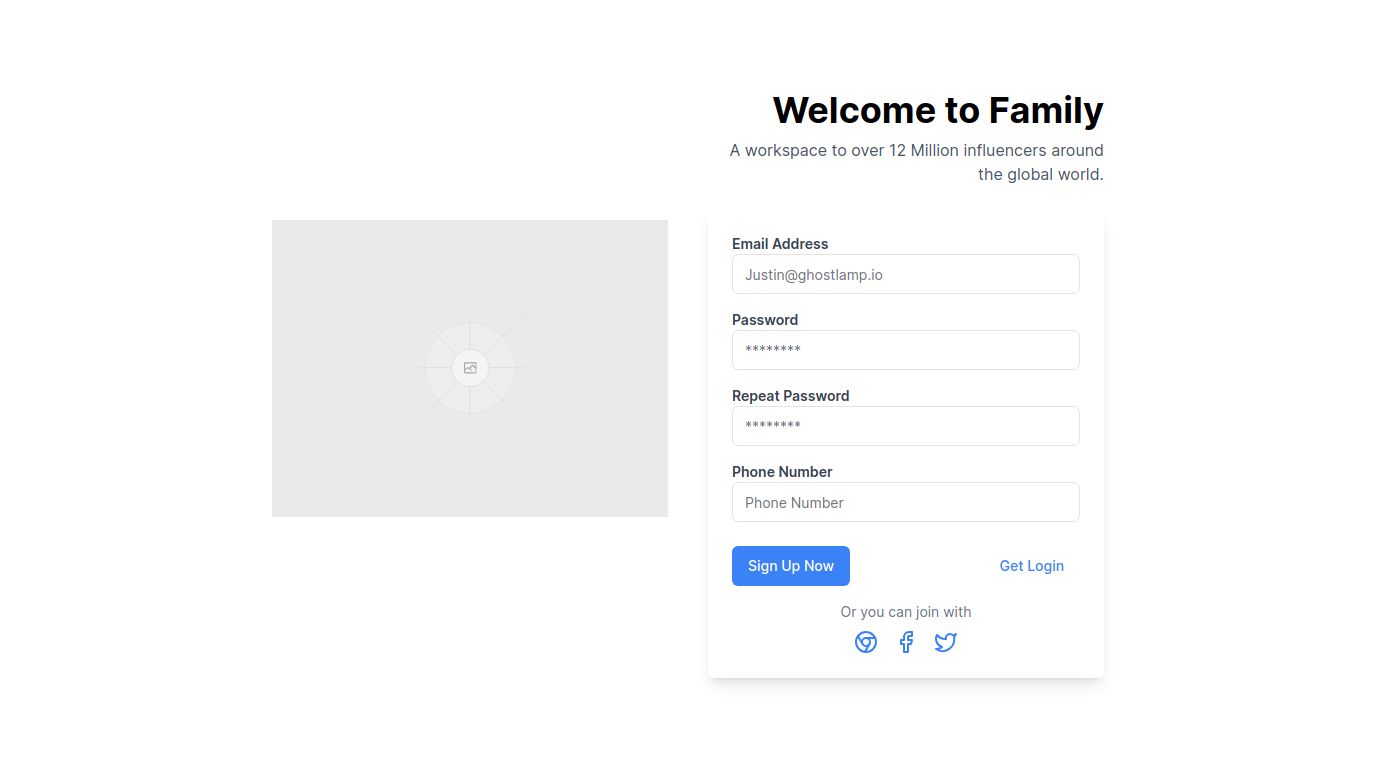 Welcome to Family
A workspace to over 12 Million influencers around
the global world.
Email Address
Justin@ghostlamp.io
Password
********
Repeat Password
********
Phone Number
Phone Number
Sign Up Now
Get Login
Or you can join with